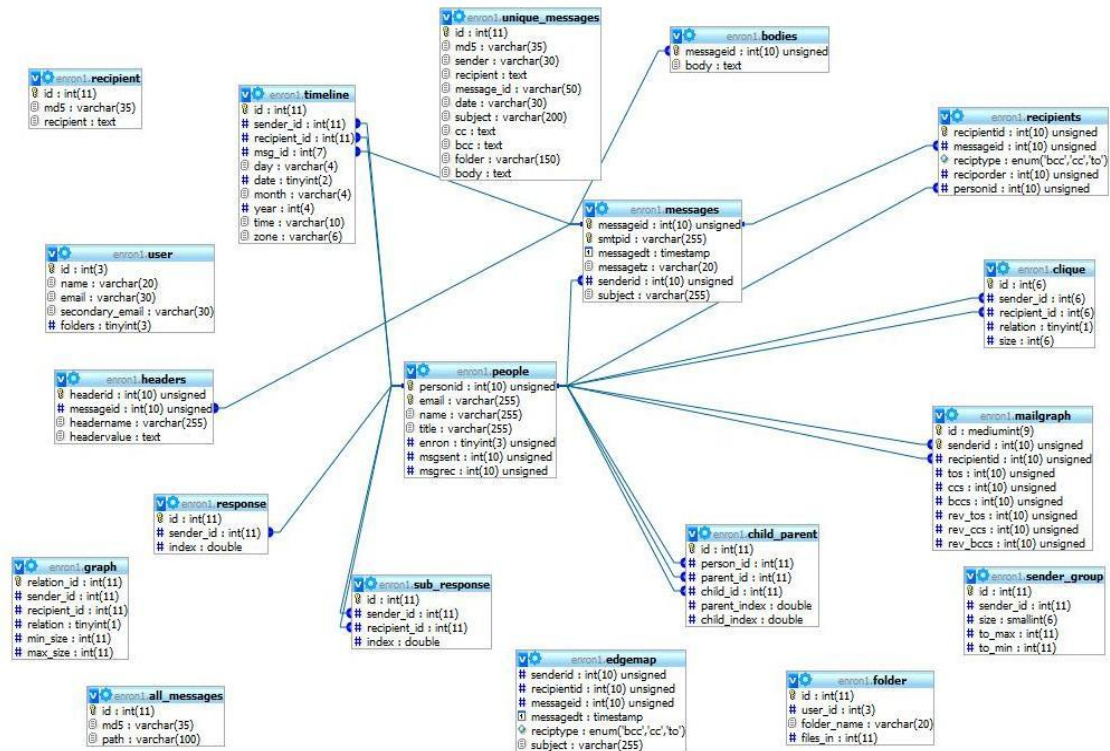 enron1.unique_messages
id : int(11)
md5 : varchar(35)
sender : varchar(30)
recipient : text
message_id : varchar(50)
date : varchar(30)
subject : varchar(200)
cc : text
bcc : text
folder : varchar(150)
body : text
enron1.bodies
messageid : int(10) unsigned
body : text
enron1.recipient
id : int(11)
md5 : varchar(35)
recipient : text
enron1.timeline
id : int(11)
sender_id : int(11)
recipient_id : int(11)
msg_id : int(7)
day : varchar(4)
date : tinyint(2)
month : varchar(4)
year : int(4)
time : varchar(10)
zone : varchar(6)
enron1.recipients
recipientid : int(10) unsigned
messageid : int(10) unsigned
reciptype : enum('bcc','cc','to')
reciporder : int(10) unsigned
personid : int(10) unsigned
enron1.messages
messageid : int(10) unsigned
smtpid : varchar(255)
messagedt : timestamp
messagetz : varchar(20)
senderid : int(10) unsigned
subject : varchar(255)
enron1.user
id : int(3)
name : varchar(20)
email : varchar(30)
secondary_email : varchar(30)
folders : tinyint(3)
enron1.clique
id : int(6)
sender_id : int(6)
recipient_id : int(6)
relation : tinyint(1)
size : int(6)
enron1.headers
headerid : int(10) unsigned
messageid : int(10) unsigned
headername : varchar(255)
headervalue : text
enron1.people
personid : int(10) unsigned
email : varchar(255)
name : varchar(255)
title : varchar(255)
enron : tinyint(3) unsigned
msgsent : int(10) unsigned
msgrec : int(10) unsigned
enron1.mailgraph
id : mediumint(9)
senderid : int(10) unsigned
recipientid : int(10) unsigned
tos : int(10) unsigned
ccs : int(10) unsigned
bccs : int(10) unsigned
rev_tos : int(10) unsigned
rev_ccs : int(10) unsigned
rev_bccs : int(10) unsigned
enron1.response
id : int(11)
sender_id : int(11)
index : double
enron1.child_parent
id : int(11)
person_id : int(11)
parent_id : int(11)
child_id : int(11)
parent_index : double
child_index : double
enron1.graph
relation_id : int(11)
sender_id : int(11)
recipient_id : int(11)
relation : tinyint(1)
min_size : int(11)
max_size : int(11)
enron1.sub_response
id : int(11)
sender_id : int(11)
recipient_id : int(11)
index : double
enron1.sender_group
id : int(11)
sender_id : int(11)
size : smallint(6)
to_max : int(11)
to_min : int(11)
enron1.edgemap
senderid : int(10) unsigned
recipientid : int(10) unsigned
messageid : int(10) unsigned
messagedt : timestamp
reciptype : enum('bcc','cc','to')
subject : varchar(255)
enron1.folder
id : int(11)
user_id : int(3)
folder_name : varchar(20)
files_in : int(11)
enron1.all_messages
id : int(11)
md5 : varchar(35)
path : varchar(100)